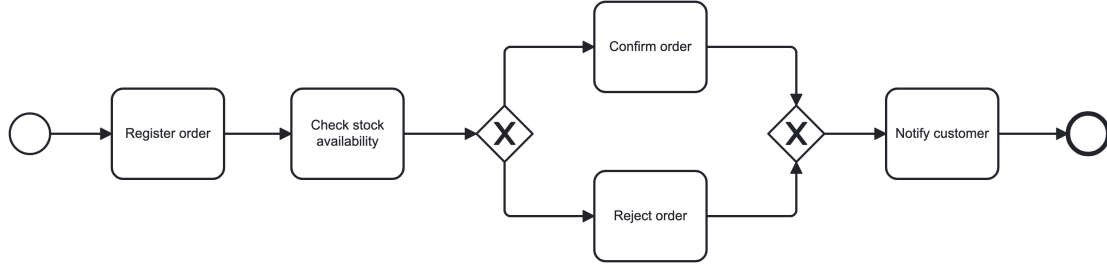 Confirm order
Register order
Check stock
availability
X
X
Notify customer
Reject order